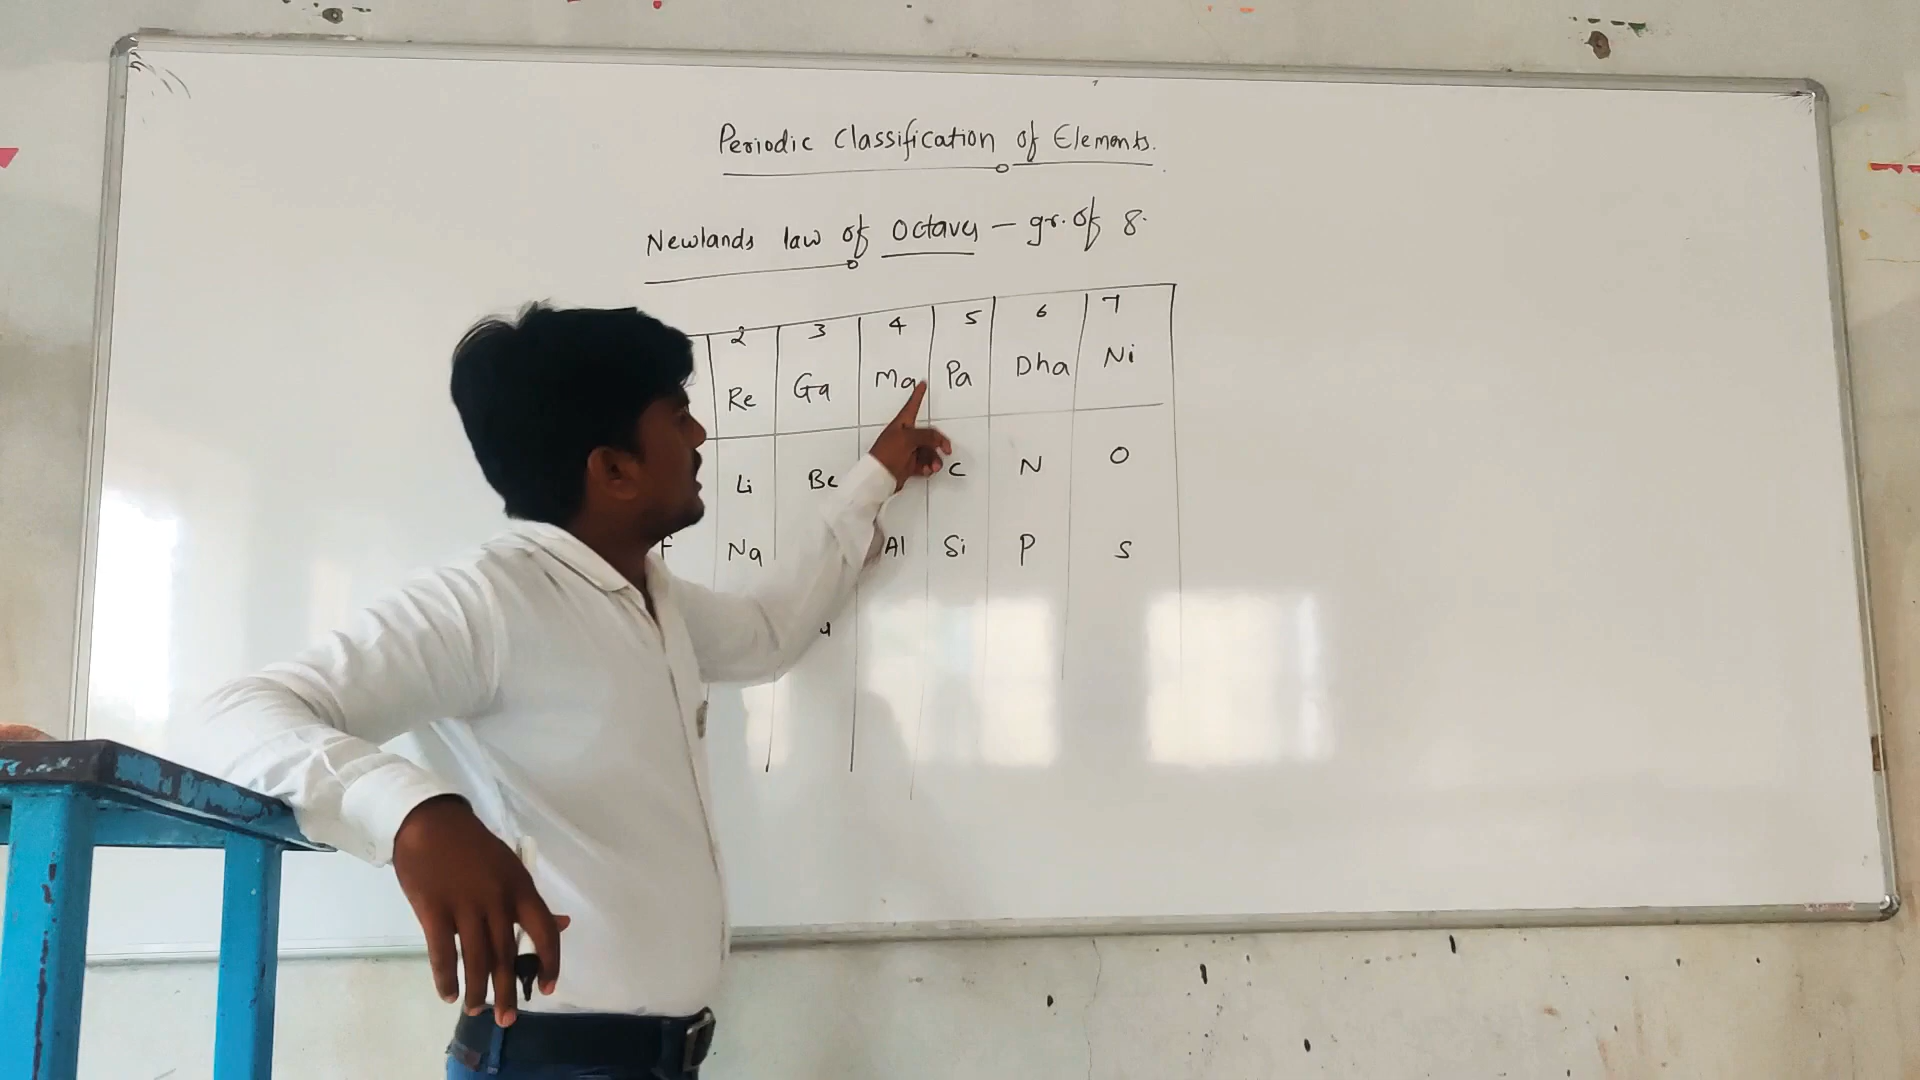 Periodic Classification of Elements.
Newlands law of Octaves — gr. of 8.
2 3 4 5 6 7
Re Ga Ma Pa Dha Ni
Li Be C N O
F Na Al Si P S